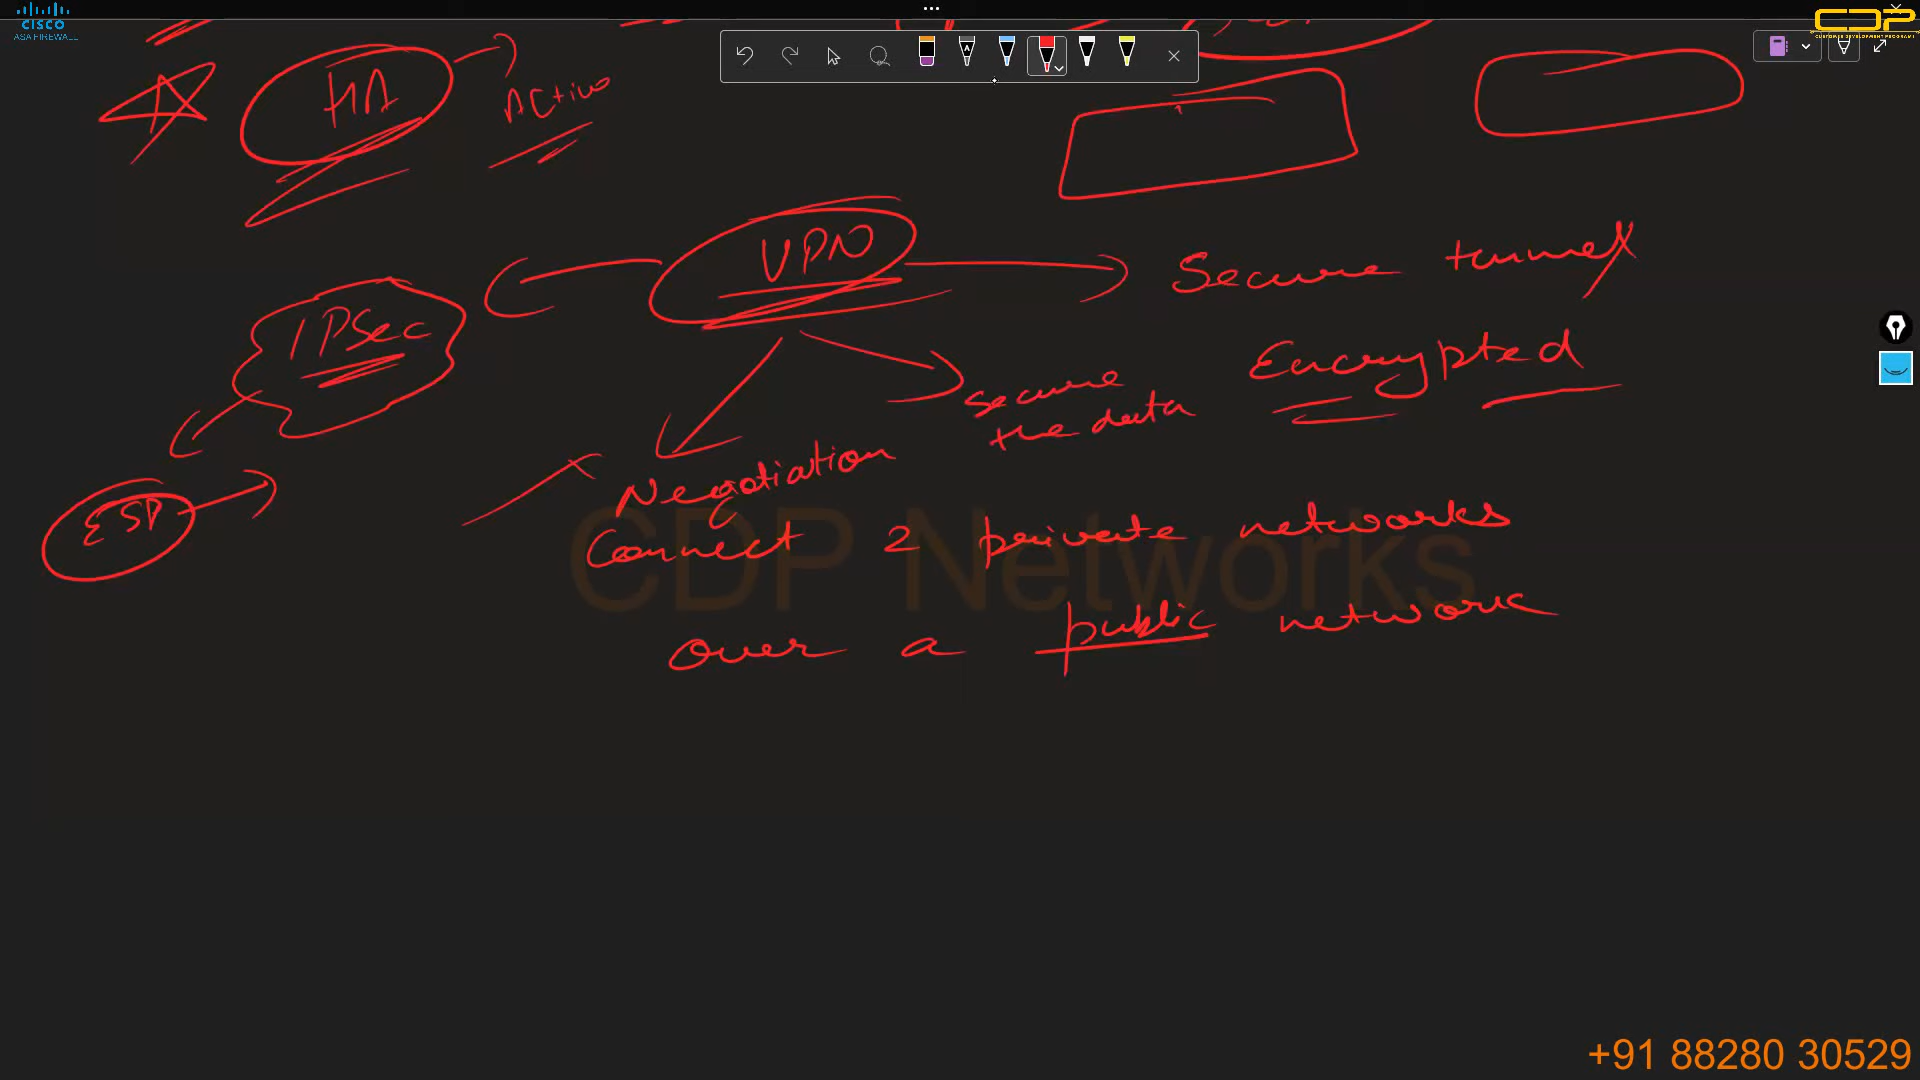 CISCO
ASA FIREWALL
CDP
HA
Active
VPN
Secure tunnel
IPSec
Encrypted
secure
the data
Negotiation
ESP
Connect 2 private networks
over a public network
CDP Networks
+91 88280 30529